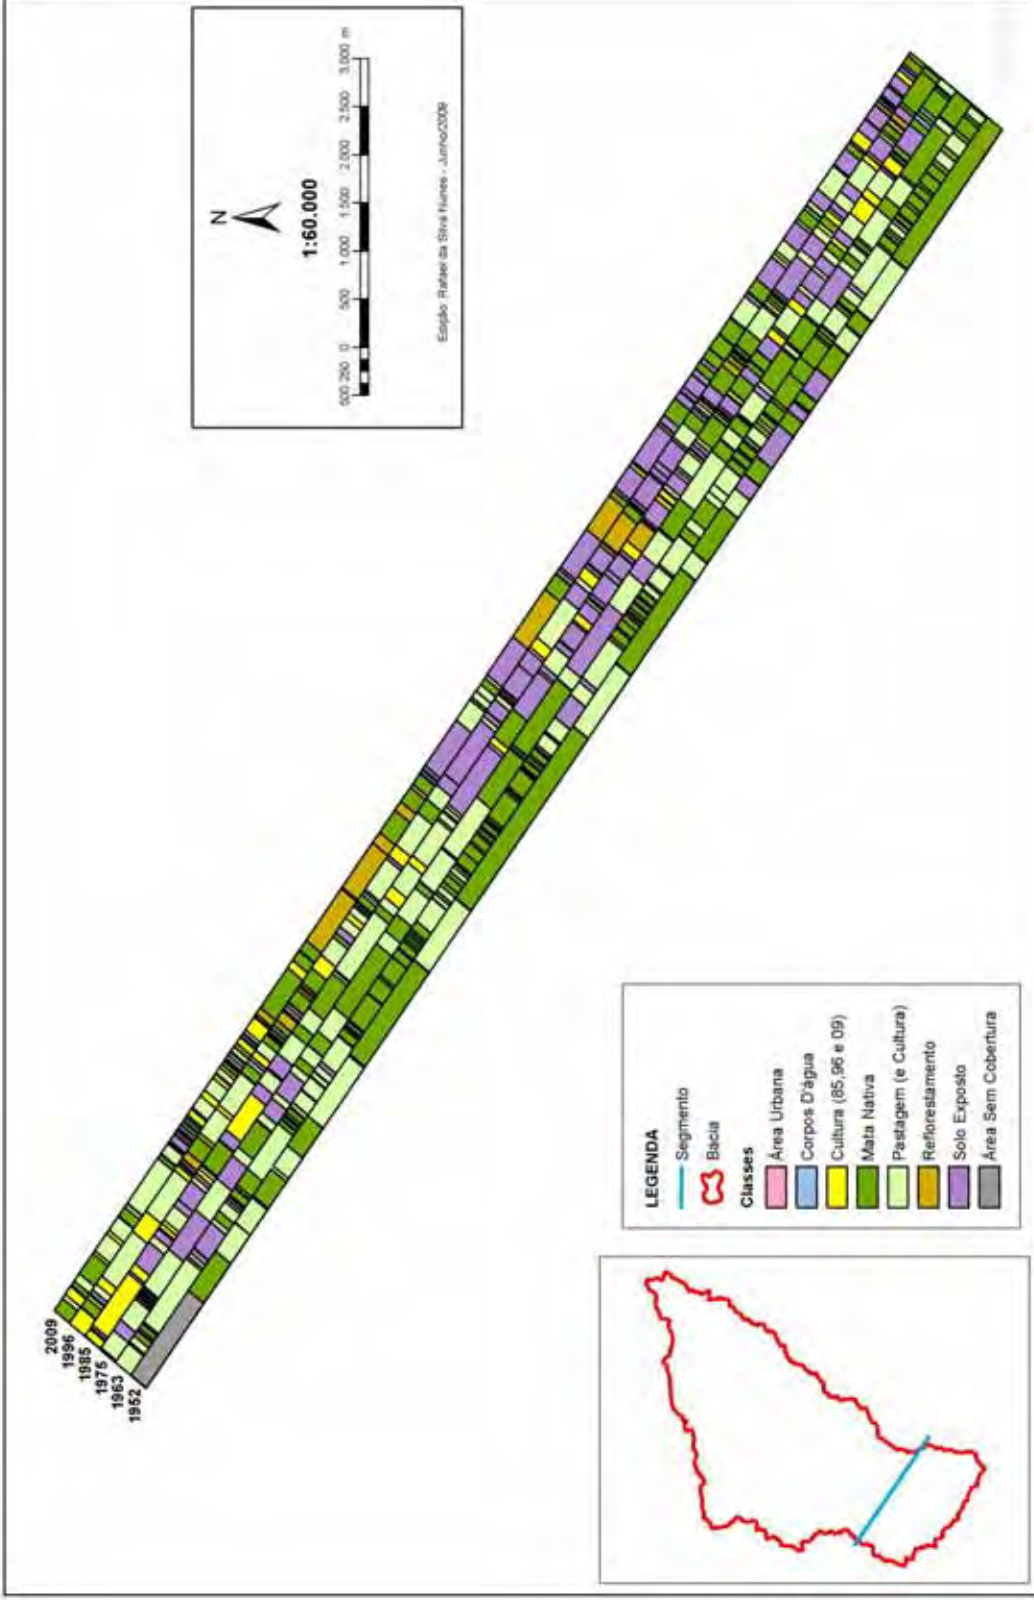 N
1:60.000
500 250 0 500 1.000 1.500 2.000 2.500 3.000 m
Edição: Rafael da Silva Nunes - Junho/2009
2009
1996
1985
1975
1963
1952
LEGENDA
Segmento
Bacia
Classes
Área Urbana
Corpos D'água
Cultura (85,96 e 09)
Mata Nativa
Pastagem (e Cultura)
Reflorestamento
Solo Exposto
Área Sem Cobertura